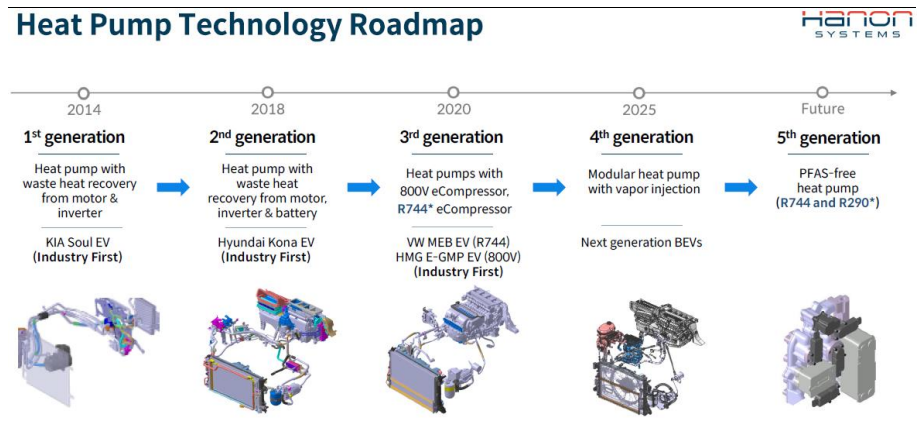 Heat Pump Technology Roadmap
Hanon
SYSTEMS
2014
2018
2020
2025
Future
1st generation
Heat pump with
waste heat recovery
from motor &
inverter
KIA Soul EV
(Industry First)
2nd generation
Heat pump with
waste heat
recovery from motor,
inverter & battery
Hyundai Kona EV
(Industry First)
3rd generation
Heat pumps with
800V eCompressor,
R744* eCompressor
VW MEB EV (R744)
HMG E-GMP EV (800V)
(Industry First)
4th generation
Modular heat pump
with vapor injection
Next generation BEVs
5th generation
PFAS-free
heat pump
(R744 and R290*)